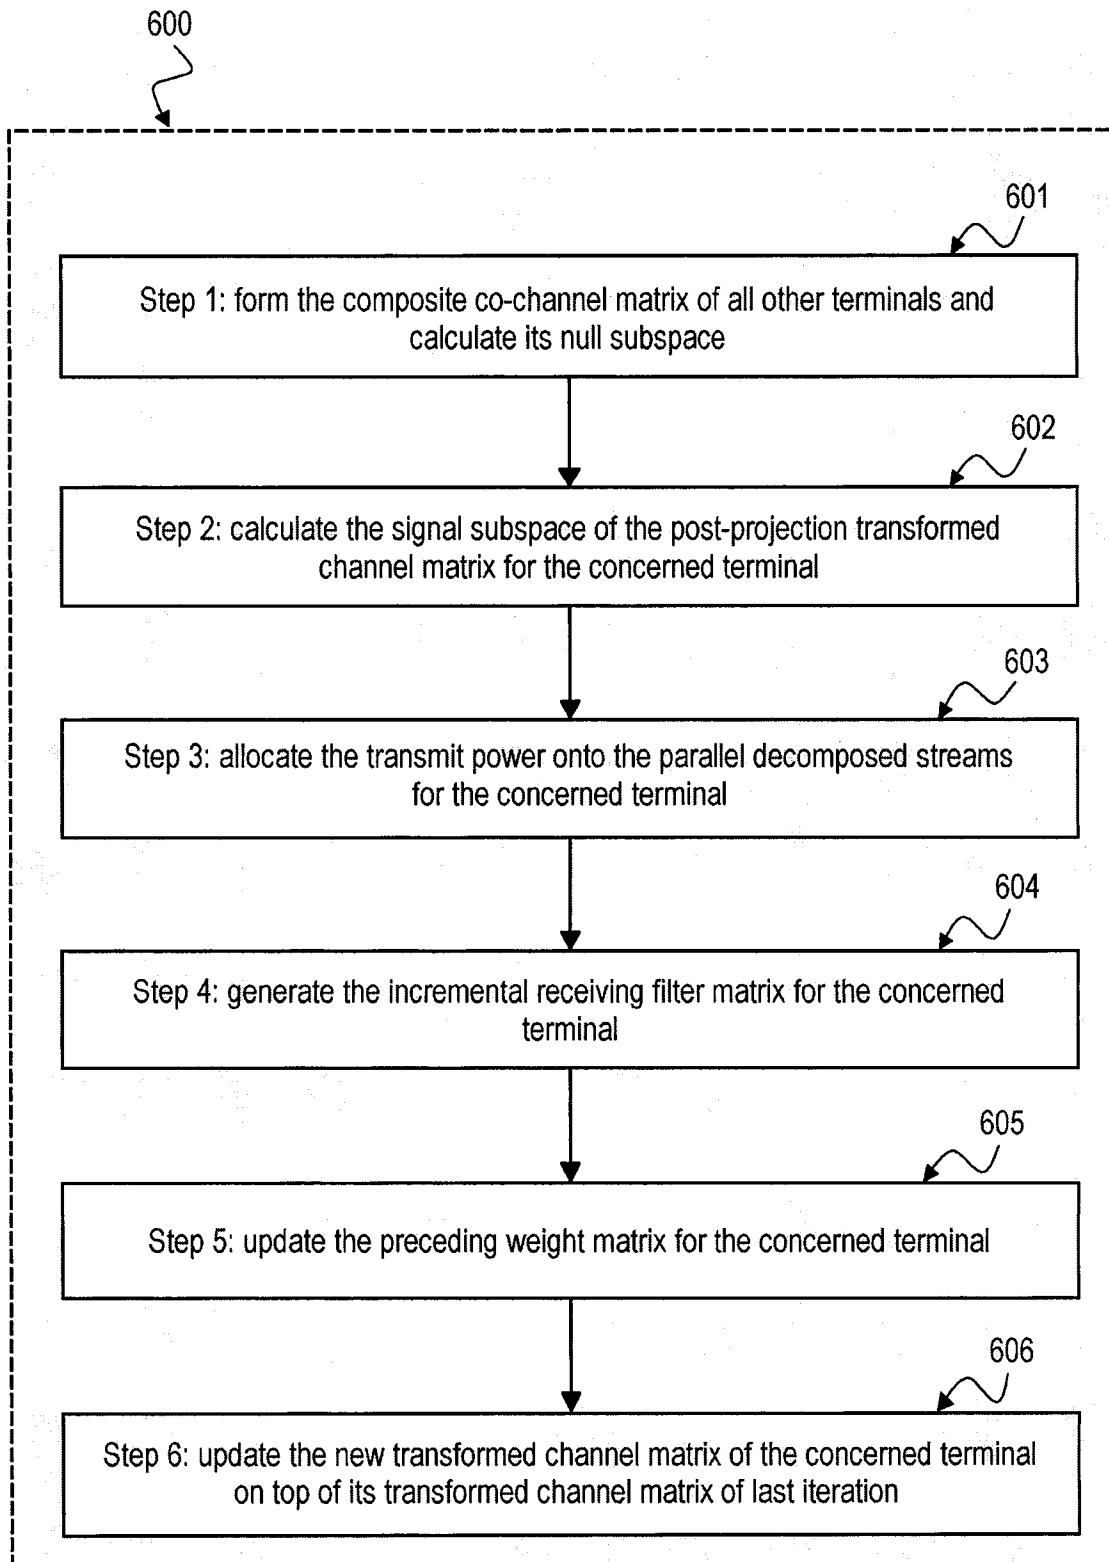 600
601
Step 1: form the composite co-channel matrix of all other terminals and
calculate its null subspace
602
Step 2: calculate the signal subspace of the post-projection transformed
channel matrix for the concerned terminal
603
Step 3: allocate the transmit power onto the parallel decomposed streams
for the concerned terminal
604
Step 4: generate the incremental receiving filter matrix for the concerned
terminal
605
Step 5: update the preceding weight matrix for the concerned terminal
606
Step 6: update the new transformed channel matrix of the concerned terminal
on top of its transformed channel matrix of last iteration